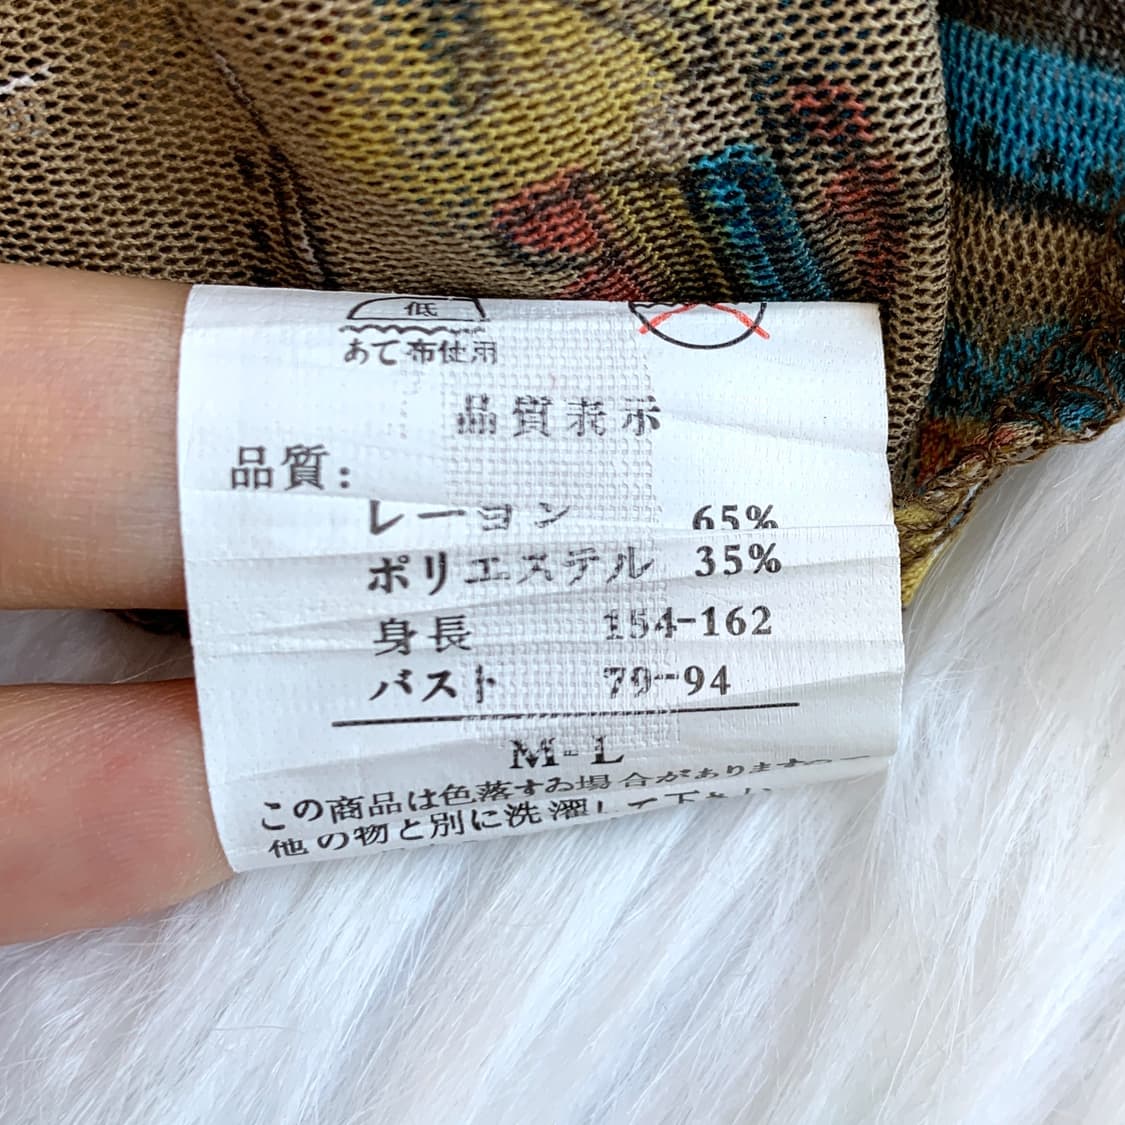 低
あて布使用
品質表示
品質:
レーヨン 65%
ポリエステル 35%
身長 154-162
バスト 79-94
M-L
この商品は色落すゐ場合があります
他の物と別に洗濯して下さい